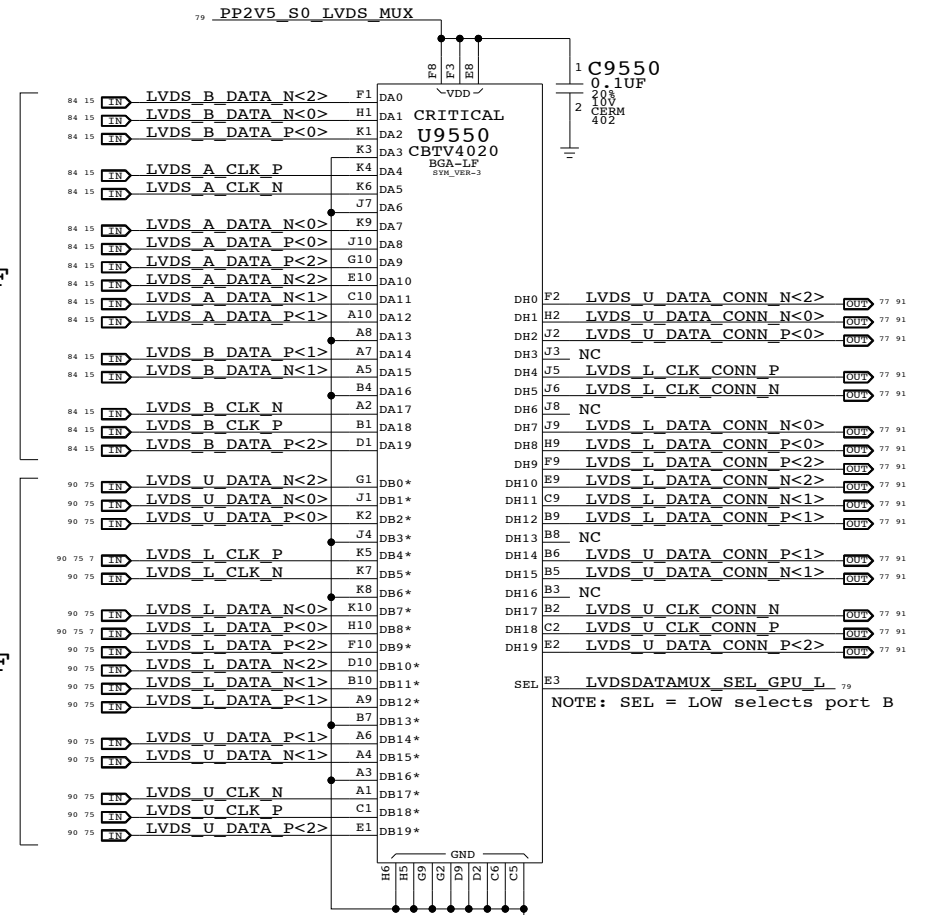 79 PP2V5_S0_LVDS_MUX
F8 F3 E8
VDD
1 C9550
0.1UF
20%
10V
2 CERM
402
CRITICAL
U9550
CBTV4020
BGA-LF
SYM_VER-3
84 15 IN LVDS_B_DATA_N<2> F1 DA0
84 15 IN LVDS_B_DATA_N<0> H1 DA1
84 15 IN LVDS_B_DATA_P<0> K1 DA2
K3 DA3
84 15 IN LVDS_A_CLK_P K4 DA4
84 15 IN LVDS_A_CLK_N K6 DA5
J7 DA6
84 15 IN LVDS_A_DATA_N<0> K9 DA7
84 15 IN LVDS_A_DATA_P<0> J10 DA8
84 15 IN LVDS_A_DATA_P<2> G10 DA9
84 15 IN LVDS_A_DATA_N<2> E10 DA10
84 15 IN LVDS_A_DATA_N<1> C10 DA11
84 15 IN LVDS_A_DATA_P<1> A10 DA12
A8 DA13
84 15 IN LVDS_B_DATA_P<1> A7 DA14
84 15 IN LVDS_B_DATA_N<1> A5 DA15
B4 DA16
84 15 IN LVDS_B_CLK_N A2 DA17
84 15 IN LVDS_B_CLK_P B1 DA18
84 15 IN LVDS_B_DATA_P<2> D1 DA19
90 75 IN LVDS_U_DATA_N<2> G1 DB0*
90 75 IN LVDS_U_DATA_N<0> J1 DB1*
90 75 IN LVDS_U_DATA_P<0> K2 DB2*
J4 DB3*
90 75 7 IN LVDS_L_CLK_P K5 DB4*
90 75 IN LVDS_L_CLK_N K7 DB5*
K8 DB6*
90 75 IN LVDS_L_DATA_N<0> K10 DB7*
90 75 7 IN LVDS_L_DATA_P<0> H10 DB8*
90 75 IN LVDS_L_DATA_P<2> F10 DB9*
90 75 IN LVDS_L_DATA_N<2> D10 DB10*
90 75 IN LVDS_L_DATA_N<1> B10 DB11*
90 75 IN LVDS_L_DATA_P<1> A9 DB12*
B7 DB13*
90 75 IN LVDS_U_DATA_P<1> A6 DB14*
90 75 IN LVDS_U_DATA_N<1> A4 DB15*
A3 DB16*
90 75 IN LVDS_U_CLK_N A1 DB17*
90 75 IN LVDS_U_CLK_P C1 DB18*
90 75 IN LVDS_U_DATA_P<2> E1 DB19*
DH0 F2 LVDS_U_DATA_CONN_N<2> OUT 77 91
DH1 H2 LVDS_U_DATA_CONN_N<0> OUT 77 91
DH2 J2 LVDS_U_DATA_CONN_P<0> OUT 77 91
DH3 J3 NC
DH4 J5 LVDS_L_CLK_CONN_P OUT 77 91
DH5 J6 LVDS_L_CLK_CONN_N OUT 77 91
DH6 J8 NC
DH7 J9 LVDS_L_DATA_CONN_N<0> OUT 77 91
DH8 H9 LVDS_L_DATA_CONN_P<0> OUT 77 91
DH9 F9 LVDS_L_DATA_CONN_P<2> OUT 77 91
DH10 E9 LVDS_L_DATA_CONN_N<2> OUT 77 91
DH11 C9 LVDS_L_DATA_CONN_N<1> OUT 77 91
DH12 B9 LVDS_L_DATA_CONN_P<1> OUT 77 91
DH13 B8 NC
DH14 B6 LVDS_U_DATA_CONN_P<1> OUT 77 91
DH15 B5 LVDS_U_DATA_CONN_N<1> OUT 77 91
DH16 B3 NC
DH17 B2 LVDS_U_CLK_CONN_N OUT 77 91
DH18 C2 LVDS_U_CLK_CONN_P OUT 77 91
DH19 E2 LVDS_U_DATA_CONN_P<2> OUT 77 91
SEL E3 LVDSDATAMUX_SEL_GPU_L 79
NOTE: SEL = LOW selects port B
GND
H6 H5 G9 G2 D9 D2 C6 C5